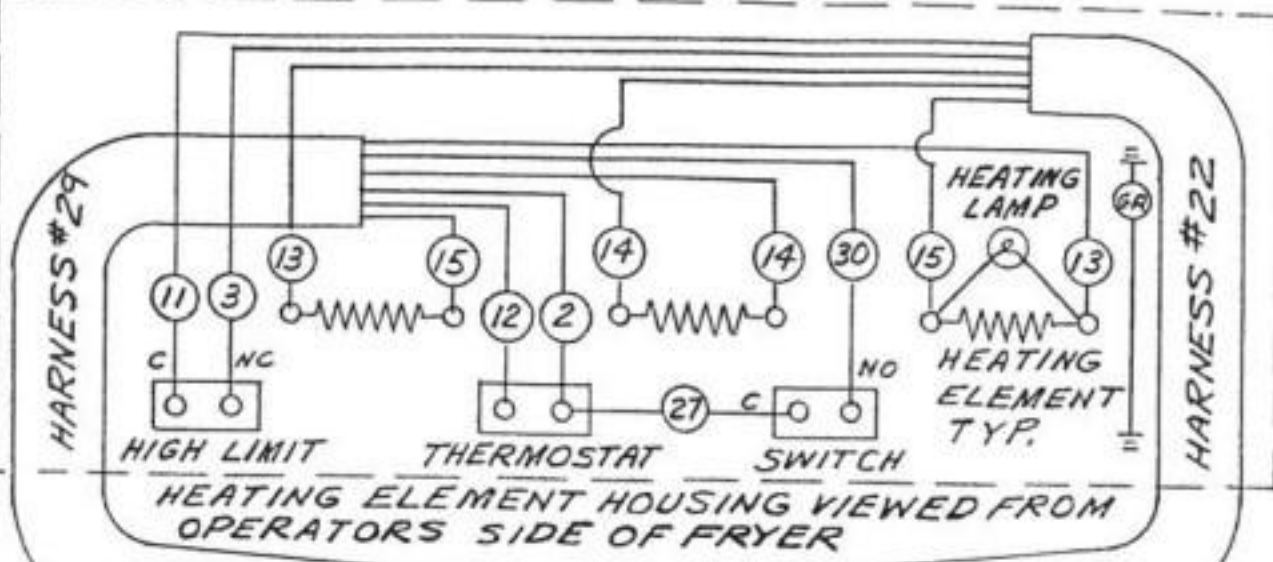 HARNESS #29
HARNESS #22
HEATING
LAMP
GR
13
15
14
14
30
15
13
11
3
12
2
C
NC
27
C
NO
HEATING
ELEMENT
TYP.
HIGH LIMIT
THERMOSTAT
SWITCH
HEATING ELEMENT HOUSING VIEWED FROM
OPERATORS SIDE OF FRYER